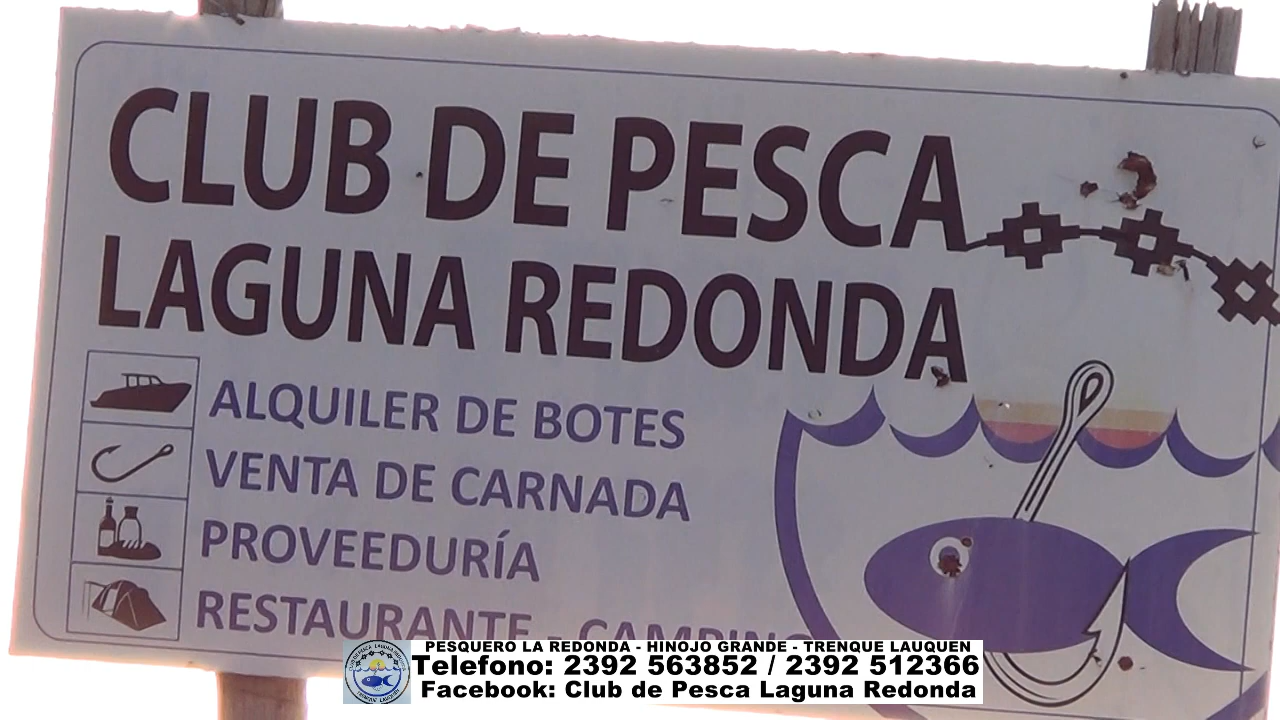 CLUB DE PESCA
LAGUNA REDONDA
ALQUILER DE BOTES
VENTA DE CARNADA
PROVEEDURÍA
RESTAURANTE - CAMPING
PESQUERO LA REDONDA - HINOJO GRANDE - TRENQUE LAUQUEN
Telefono: 2392 563852 / 2392 512366
Facebook: Club de Pesca Laguna Redonda